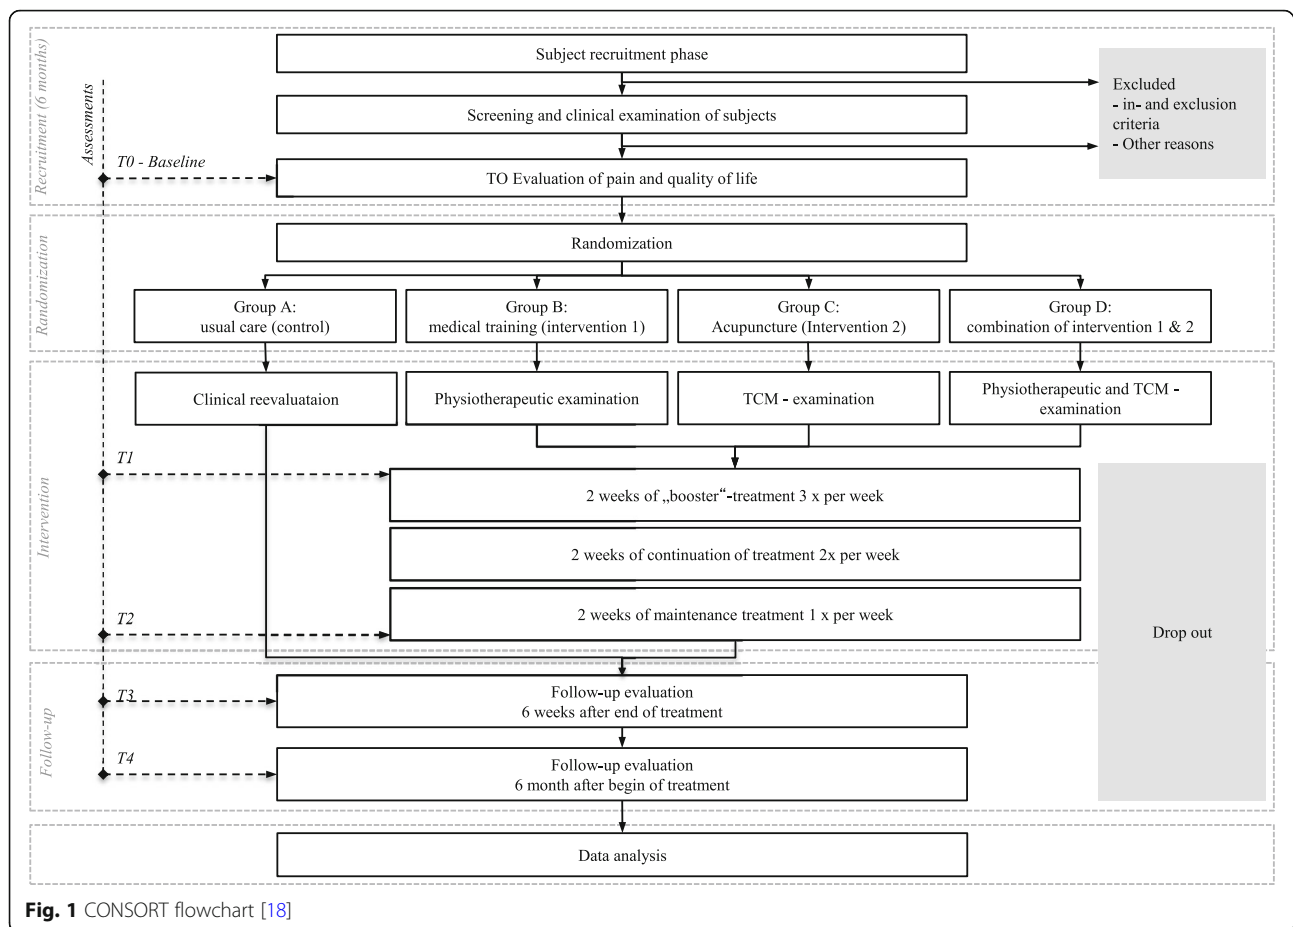 Recruitment (6 months)
Assessments
Subject recruitment phase
Excluded
- in- and exclusion
criteria
- Other reasons
Screening and clinical examination of subjects
T0 - Baseline
TO Evaluation of pain and quality of life
Randomization
Randomization
Group A:
usual care (control)
Group B:
medical training (intervention 1)
Group C:
Acupuncture (Intervention 2)
Group D:
combination of intervention 1 & 2
Intervention
Clinical reevaluataion
Physiotherapeutic examination
TCM - examination
Physiotherapeutic and TCM -
examination
T1
2 weeks of „booster“-treatment 3 x per week
2 weeks of continuation of treatment 2x per week
2 weeks of maintenance treatment 1 x per week
T2
Drop out
Follow-up
T3
Follow-up evaluation
6 weeks after end of treatment
T4
Follow-up evaluation
6 month after begin of treatment
Data analysis
Fig. 1 CONSORT flowchart [18]